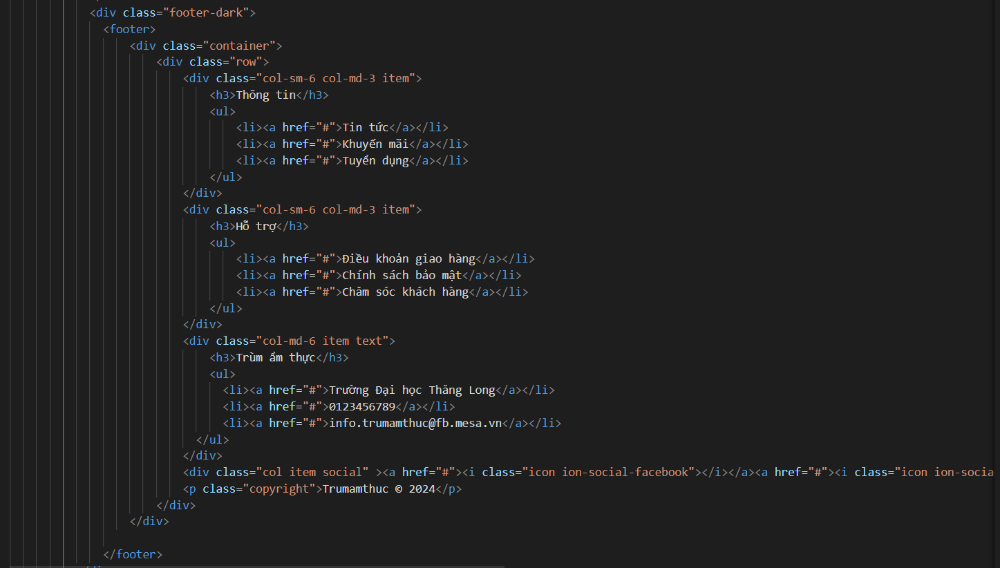 <div class="footer-dark">
<footer>
<div class="container">
<div class="row">
<div class="col-sm-6 col-md-3 item">
<h3>Thông tin</h3>
<ul>
<li><a href="#">Tin tức</a></li>
<li><a href="#">Khuyến mãi</a></li>
<li><a href="#">Tuyển dụng</a></li>
</ul>
</div>
<div class="col-sm-6 col-md-3 item">
<h3>Hỗ trợ</h3>
<ul>
<li><a href="#">Điều khoản giao hàng</a></li>
<li><a href="#">Chính sách bảo mật</a></li>
<li><a href="#">Chăm sóc khách hàng</a></li>
</ul>
</div>
<div class="col-md-6 item text">
<h3>Trùm ẩm thực</h3>
<ul>
<li><a href="#">Trường Đại học Thăng Long</a></li>
<li><a href="#">0123456789</a></li>
<li><a href="#">info.trumamthuc@fb.mesa.vn</a></li>
</ul>
</div>
<div class="col item social" ><a href="#"><i class="icon ion-social-facebook"></i></a><a href="#"><i class="icon ion-socia
<p class="copyright">Trumamthuc © 2024</p>
</div>
</div>
</footer>